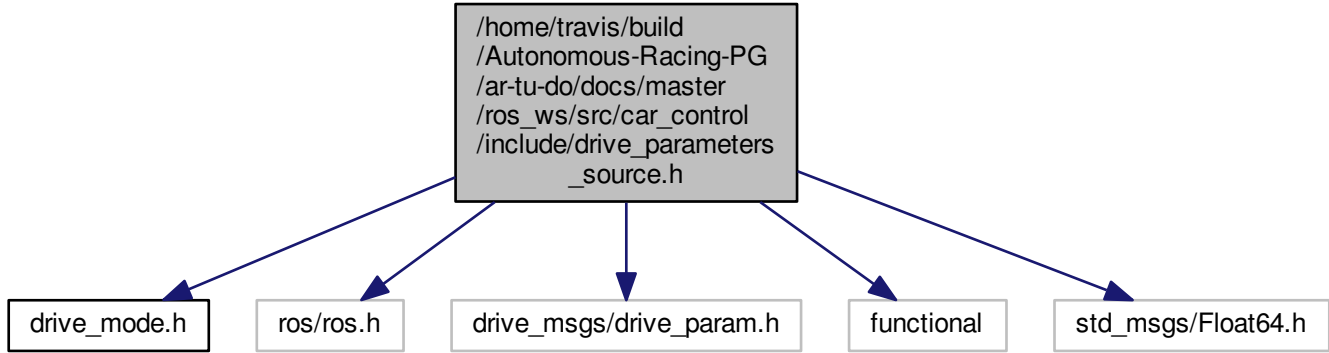 /home/travis/build
/Autonomous-Racing-PG
/ar-tu-do/docs/master
/ros_ws/src/car_control
/include/drive_parameters
_source.h
drive_mode.h
ros/ros.h
drive_msgs/drive_param.h
functional
std_msgs/Float64.h